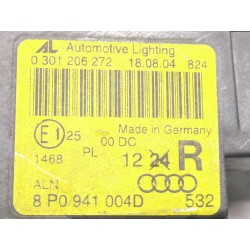 AL Automotive Lighting
0 301 206 272 18.08.04 824
E1 25 00 DC Made in Germany
1468 PL 12 24 R
ALN
8 P0 941 004D 532